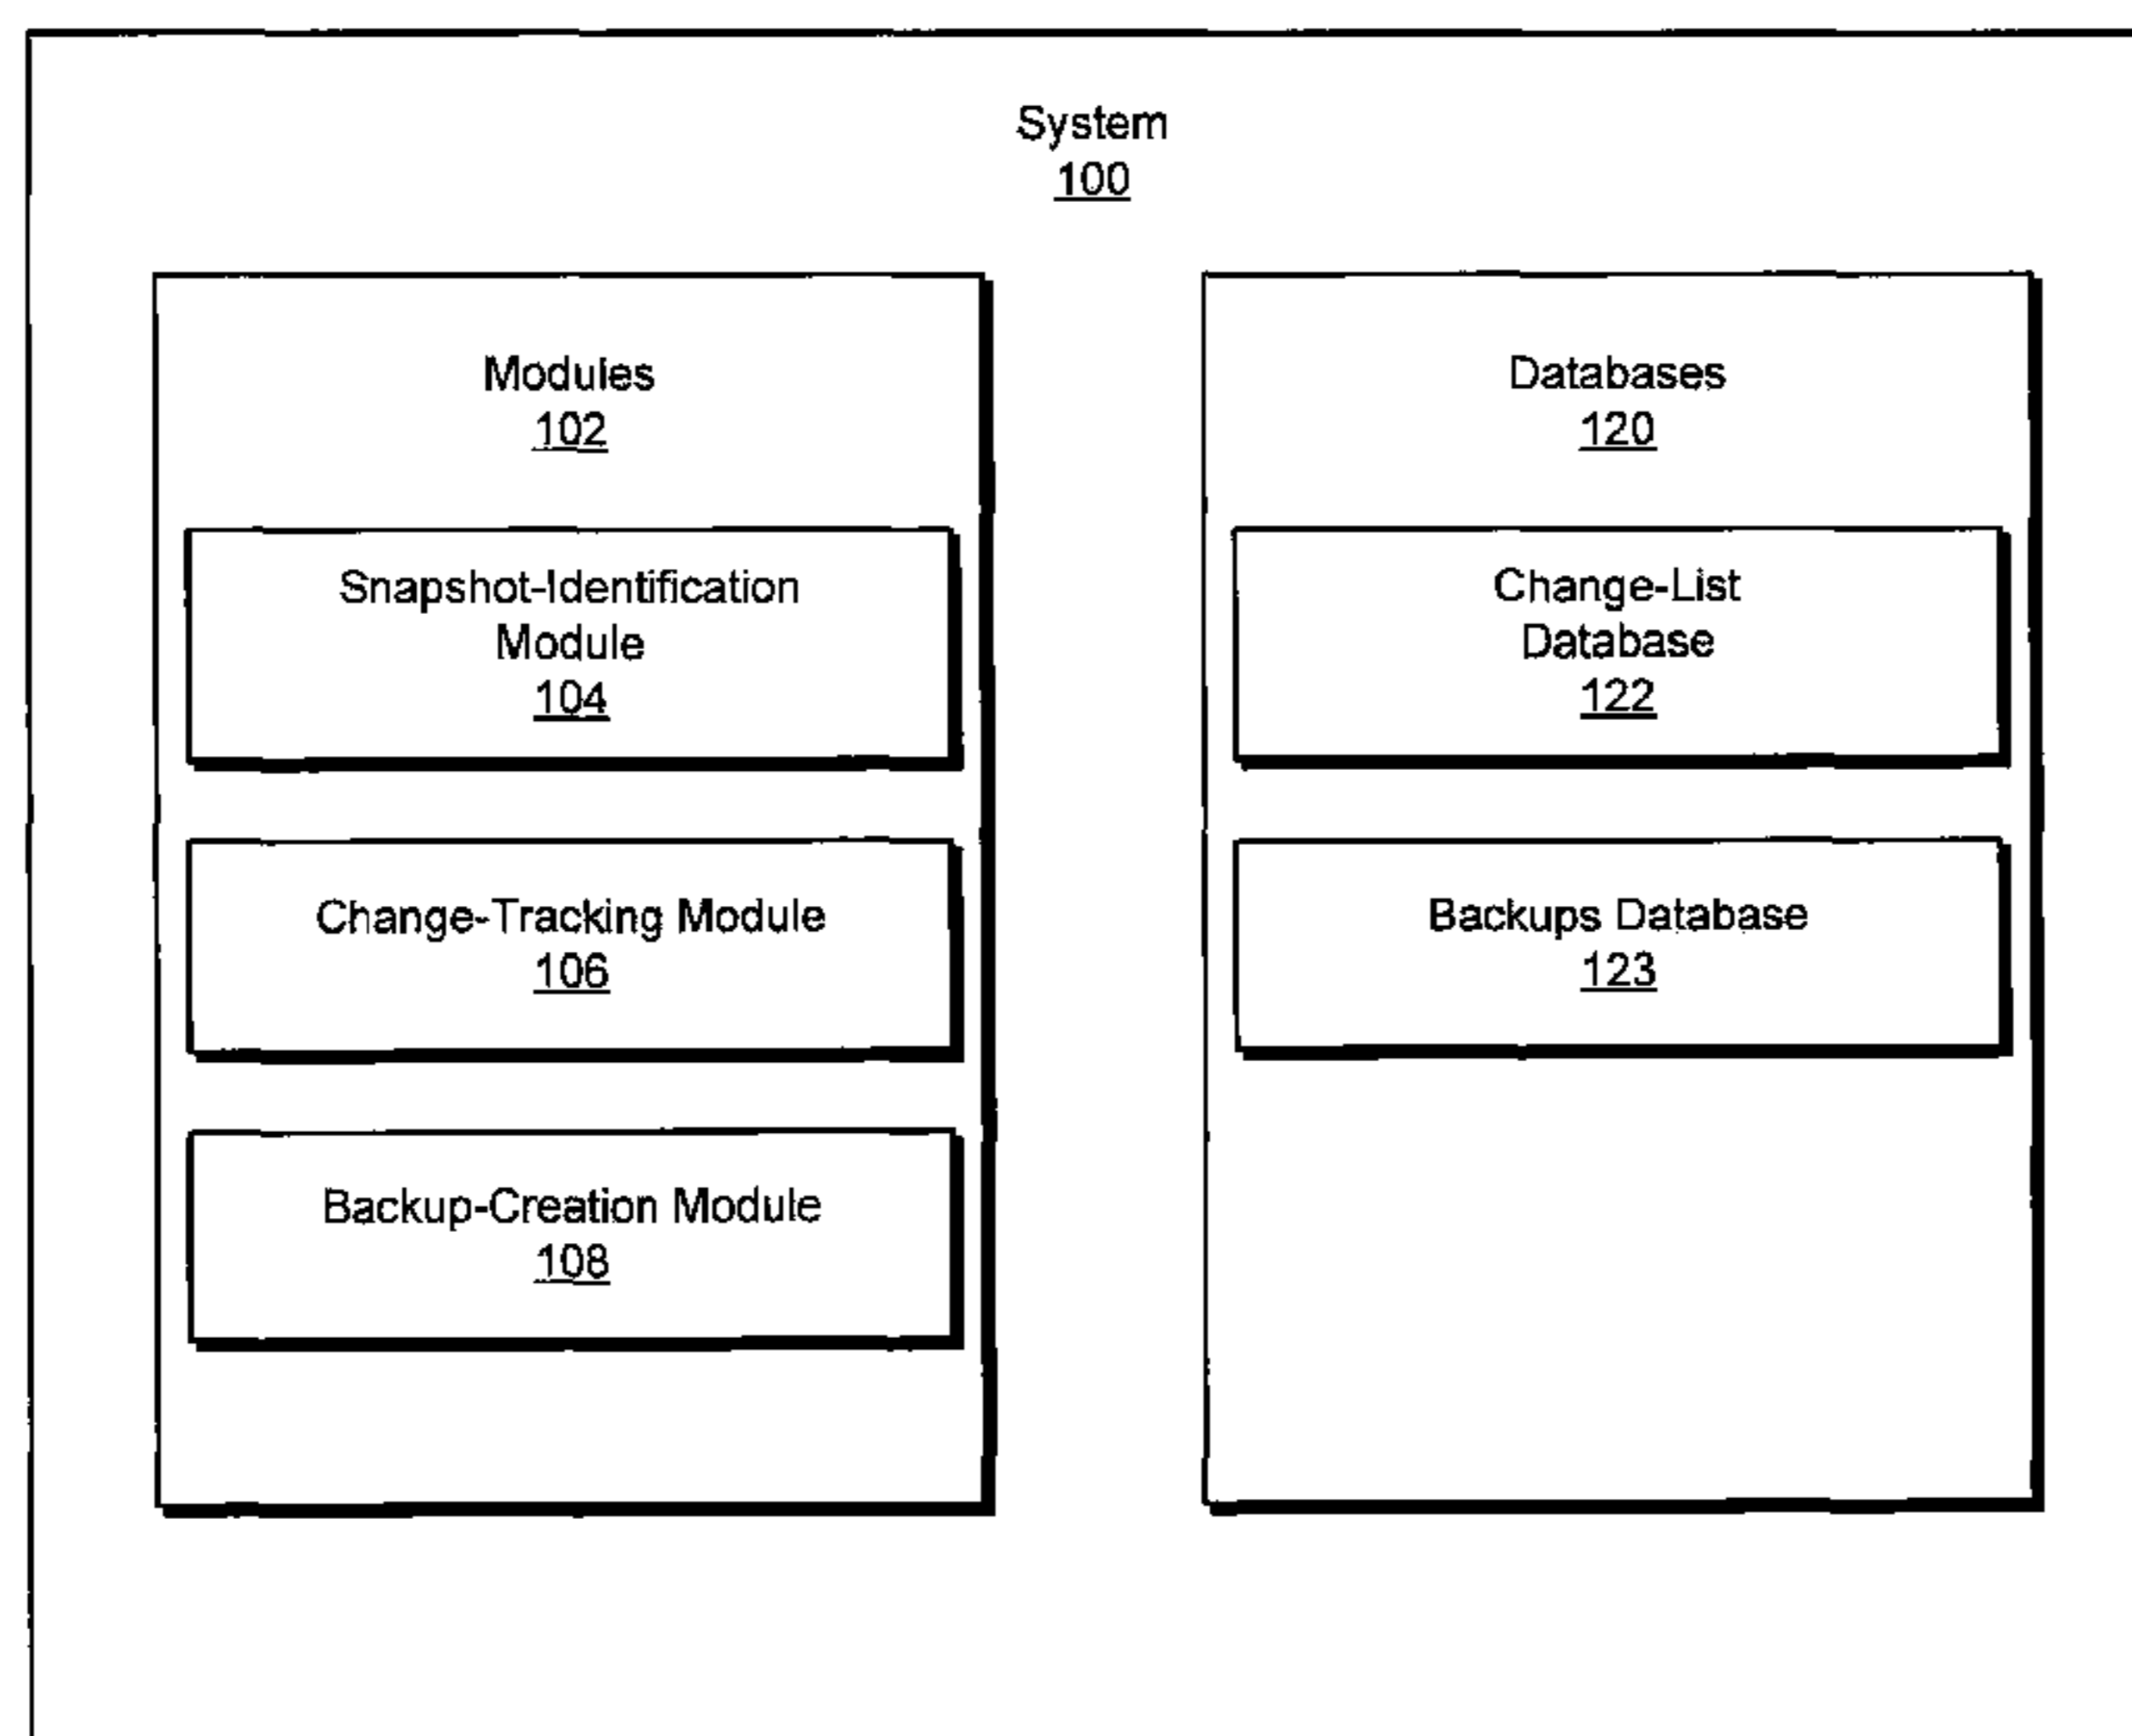 System
100
Modules
102
Snapshot-Identification
Module
104
Change-Tracking Module
106
Backup-Creation Module
108
Databases
120
Change-List
Database
122
Backups Database
123